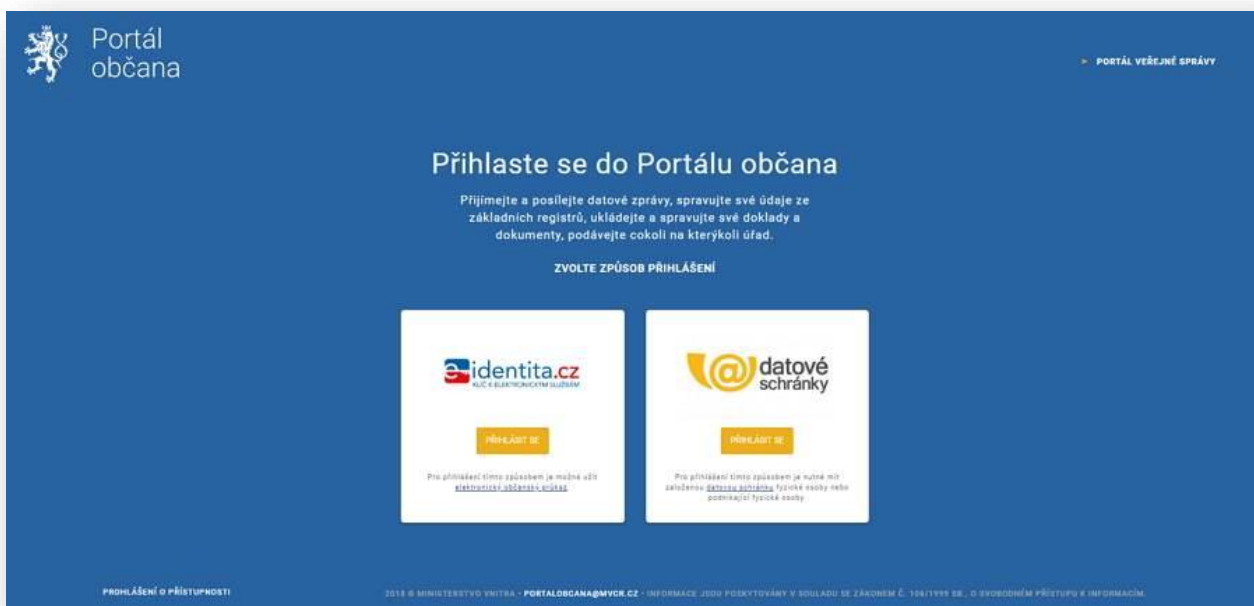 Portál
občana
PORTÁL VEŘEJNÉ SPRÁVY
Přihlaste se do Portálu občana
Přijímejte a posílejte datové zprávy, spravujte své údaje ze
základních registrů, ukládejte a spravujte své doklady a
dokumenty, podávejte cokoli na kterýkoli úřad.
ZVOLTE ZPŮSOB PŘIHLÁŠENÍ
e-identita.cz
KLÍČ K ELEKTRONICKÝM SLUŽBÁM
PŘIHLÁSIT SE
Pro přihlášení tímto způsobem je možné užít
elektronický občanský průkaz
datové
schránky
PŘIHLÁSIT SE
Pro přihlášení tímto způsobem je nutné mít
založenou datovou schránku fyzické osoby nebo
podnikající fyzické osoby
PROHLÁŠENÍ O PŘÍSTUPNOSTI
2018 © MINISTERSTVO VNITRA • PORTALOBCANA@MVCR.CZ • INFORMACE JSOU POSKYTOVÁNY V SOULADU SE ZÁKONEM Č. 106/1999 SB., O SVOBODNÉM PŘÍSTUPU K INFORMACÍM.